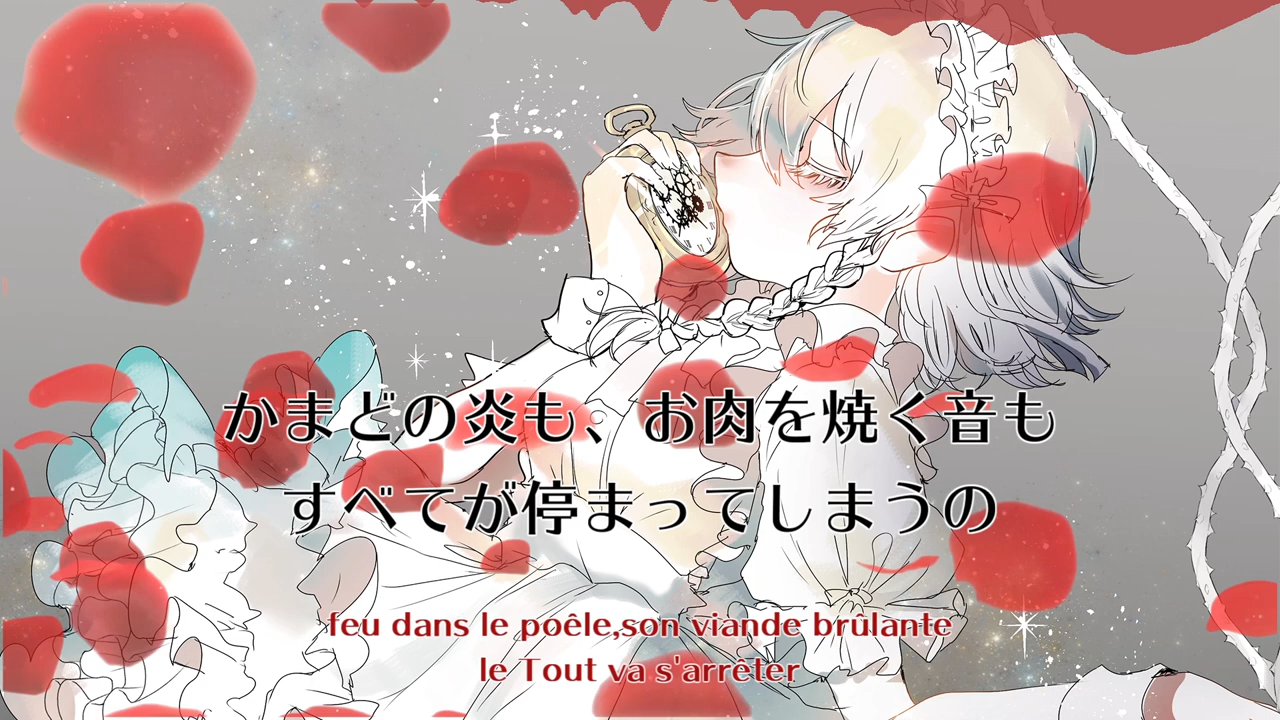 かまどの炎も、お肉を焼く音も
すべてが停まってしまうの
feu dans le poêle,son viande brûlante
le Tout va s'arrêter